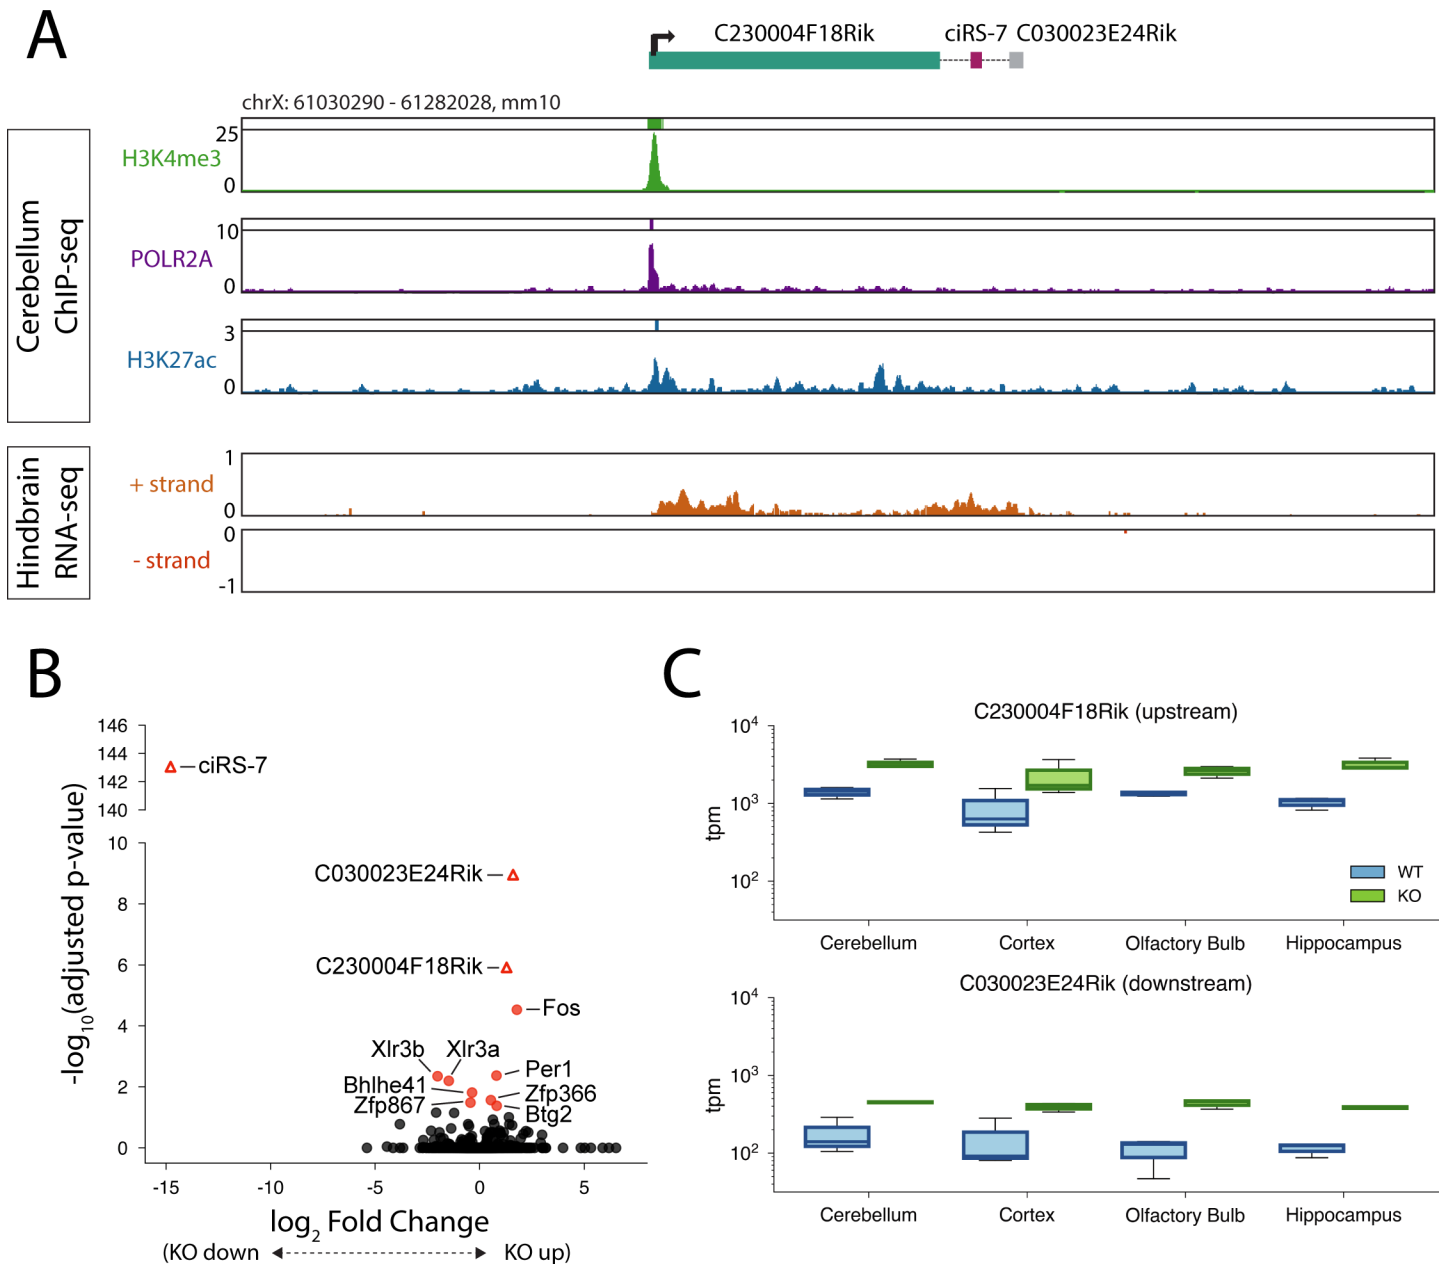 A
C230004F18Rik ciRS-7 C030023E24Rik
chrX: 61030290 - 61282028, mm10
Cerebellum
ChIP-seq
H3K4me3
25
0
POLR2A
10
0
H3K27ac
3
0
Hindbrain
RNA-seq
+ strand
1
0
- strand
0
-1
B
-log10(adjusted p-value)
146
144
142
140
10
8
6
4
2
0
ciRS-7
C030023E24Rik
C230004F18Rik
Fos
Xlr3b Xlr3a
Per1
Bhlhe41
Zfp366
Zfp867
Btg2
-15 -10 -5 0 5
log2 Fold Change
(KO down KO up)
C
C230004F18Rik (upstream)
tpm
10^4
10^3
10^2
WT
KO
Cerebellum Cortex Olfactory Bulb Hippocampus
C030023E24Rik (downstream)
tpm
10^4
10^3
10^2
Cerebellum Cortex Olfactory Bulb Hippocampus